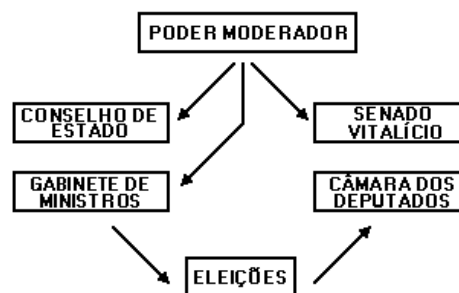 PODER MODERADOR
CONSELHO DE
ESTADO
SENADO
VITALÍCIO
GABINETE DE
MINISTROS
CÂMARA DOS
DEPUTADOS
ELEIÇÕES